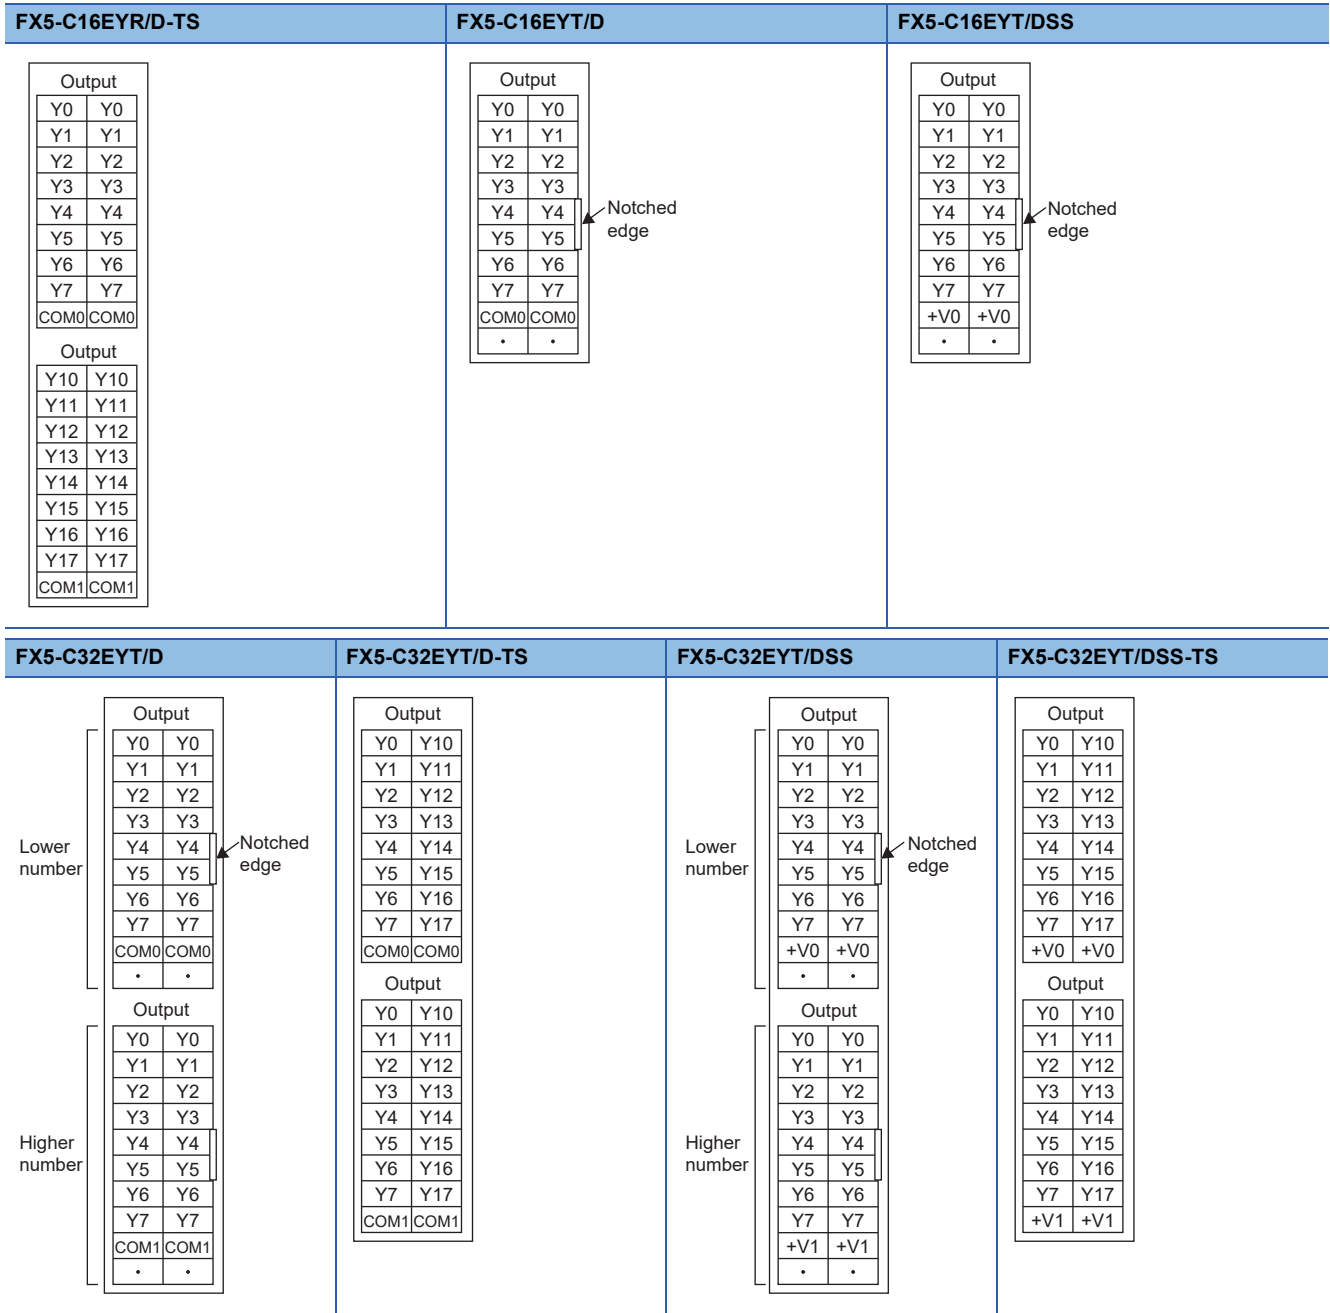 FX5-C16EYR/D-TS
Output
Y0 Y0
Y1 Y1
Y2 Y2
Y3 Y3
Y4 Y4
Y5 Y5
Y6 Y6
Y7 Y7
COM0 COM0
Output
Y10 Y10
Y11 Y11
Y12 Y12
Y13 Y13
Y14 Y14
Y15 Y15
Y16 Y16
Y17 Y17
COM1 COM1
FX5-C16EYT/D
Output
Y0 Y0
Y1 Y1
Y2 Y2
Y3 Y3
Y4 Y4
Y5 Y5
Y6 Y6
Y7 Y7
COM0 COM0
• •
Notched
edge
FX5-C16EYT/DSS
Output
Y0 Y0
Y1 Y1
Y2 Y2
Y3 Y3
Y4 Y4
Y5 Y5
Y6 Y6
Y7 Y7
+V0 +V0
• •
Notched
edge
FX5-C32EYT/D
Lower
number
Output
Y0 Y0
Y1 Y1
Y2 Y2
Y3 Y3
Y4 Y4
Y5 Y5
Y6 Y6
Y7 Y7
COM0 COM0
• •
Notched
edge
Higher
number
Output
Y0 Y0
Y1 Y1
Y2 Y2
Y3 Y3
Y4 Y4
Y5 Y5
Y6 Y6
Y7 Y7
COM1 COM1
• •
FX5-C32EYT/D-TS
Output
Y0 Y10
Y1 Y11
Y2 Y12
Y3 Y13
Y4 Y14
Y5 Y15
Y6 Y16
Y7 Y17
COM0 COM0
Output
Y0 Y10
Y1 Y11
Y2 Y12
Y3 Y13
Y4 Y14
Y5 Y15
Y6 Y16
Y7 Y17
COM1 COM1
FX5-C32EYT/DSS
Lower
number
Output
Y0 Y0
Y1 Y1
Y2 Y2
Y3 Y3
Y4 Y4
Y5 Y5
Y6 Y6
Y7 Y7
+V0 +V0
• •
Notched
edge
Higher
number
Output
Y0 Y0
Y1 Y1
Y2 Y2
Y3 Y3
Y4 Y4
Y5 Y5
Y6 Y6
Y7 Y7
+V1 +V1
• •
FX5-C32EYT/DSS-TS
Output
Y0 Y10
Y1 Y11
Y2 Y12
Y3 Y13
Y4 Y14
Y5 Y15
Y6 Y16
Y7 Y17
+V0 +V0
Output
Y0 Y10
Y1 Y11
Y2 Y12
Y3 Y13
Y4 Y14
Y5 Y15
Y6 Y16
Y7 Y17
+V1 +V1